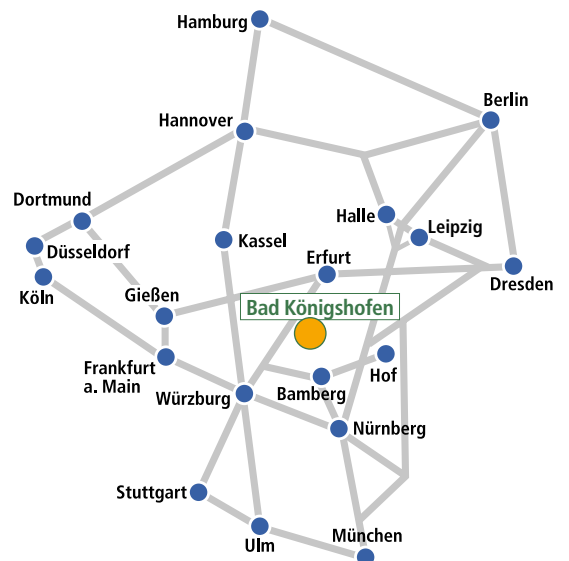 Hamburg
Berlin
Hannover
Dortmund
Halle
Leipzig
Düsseldorf
Kassel
Erfurt
Köln
Dresden
Gießen
Bad Königshofen
Frankfurt
a. Main
Hof
Bamberg
Würzburg
Nürnberg
Stuttgart
München
Ulm